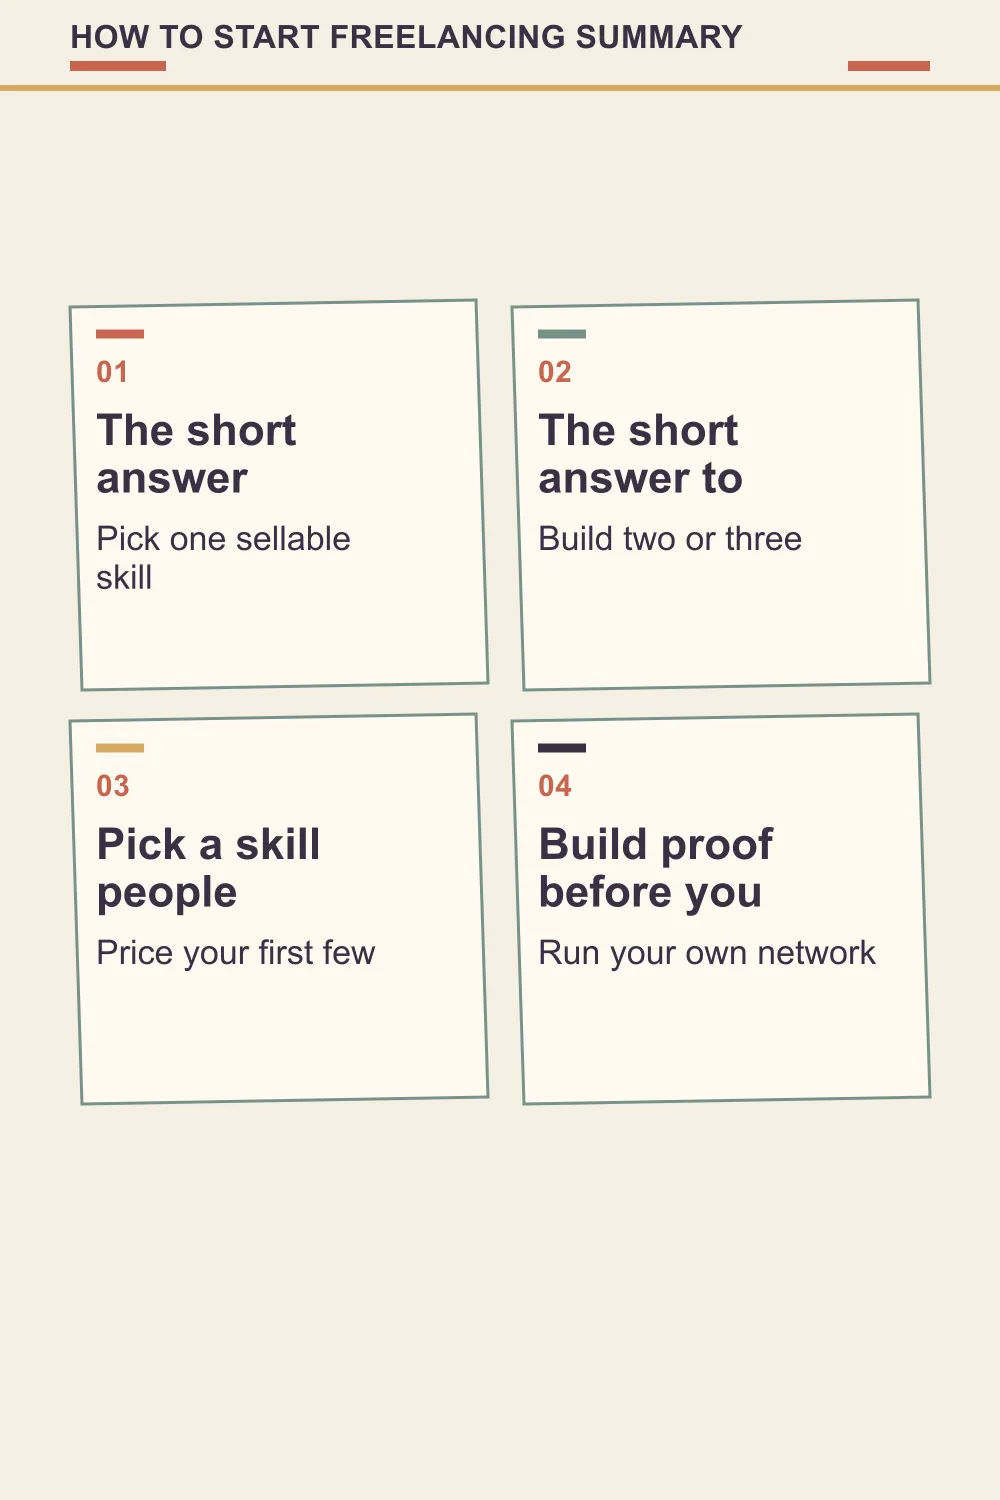 HOW TO START FREELANCING SUMMARY
01
The short
answer
Pick one sellable
skill
02
The short
answer to
Build two or three
03
Pick a skill
people
Price your first few
04
Build proof
before you
Run your own network